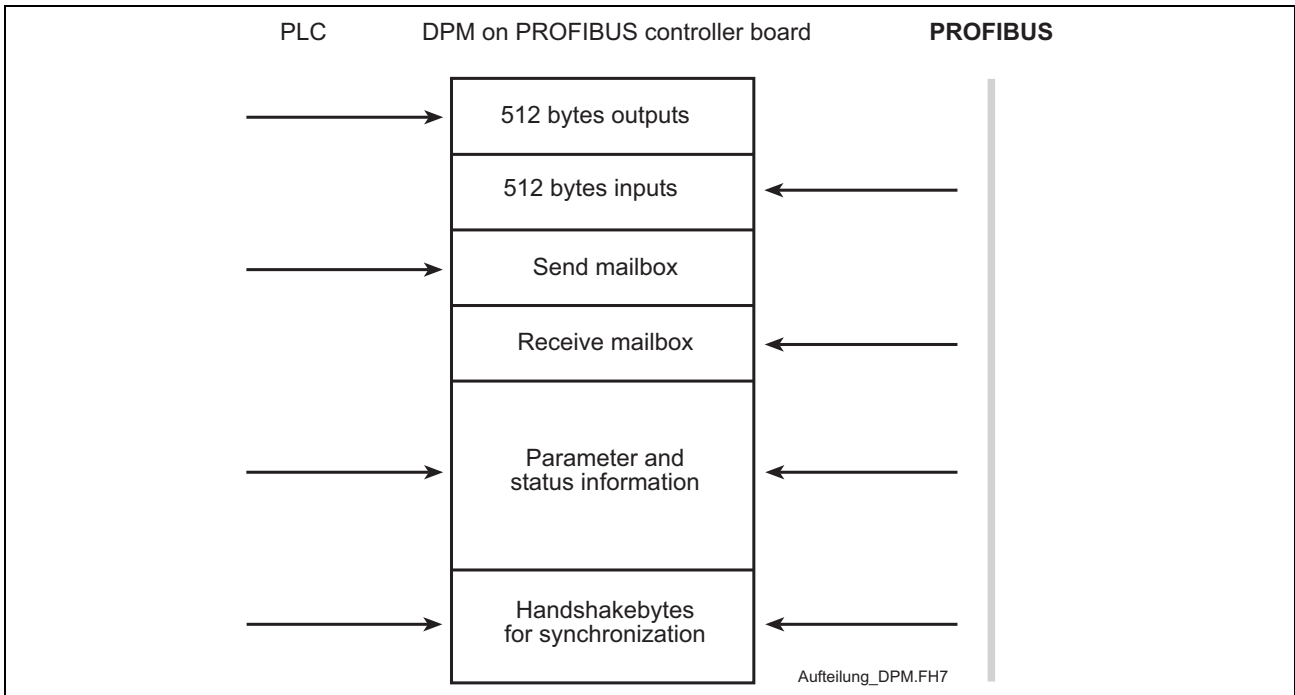 PLC DPM on PROFIBUS controller board PROFIBUS
512 bytes outputs
512 bytes inputs
Send mailbox
Receive mailbox
Parameter and
status information
Handshakebytes
for synchronization
Aufteilung_DPM.FH7